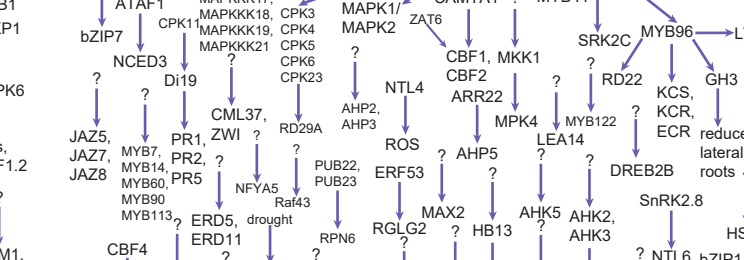 B1
ATAF1
MAPKKK17,
MAPKKK18,
MAPKKK19,
MAPKKK21
CPK3
CPK4
CPK5
CPK6
CPK23
MAPK1/
MAPK2
ZAT6
CAMTA1
MYB96
P1
bZIP7
CPK11
NCED3
Di19
?
?
?
?
CBF1,
CBF2
MKK1
SRK2C
?
RD22
GH3
KCS,
KCR,
ECR
PK6
NTL4
ARR22
?
AHP2,
AHP3
CML37,
ZWI
RD29A
MPK4
MYB122
LEA14
?
reduce
lateral
roots
JAZ5,
JAZ7,
JAZ8
MYB7,
MYB14,
MYB60,
MYB90
MYB113
PR1,
PR2,
PR5
?
?
?
ROS
AHP5
F1.2
NFYA5
Raf43
PUB22,
PUB23
ERF53
?
?
?
?
DREB2B
?
ERD5,
ERD11
drought
RPN6
RGLG2
MAX2
HB13
AHK5
AHK2,
AHK3
SnRK2.8
?
M1,
CBF4
?
?
?
?
?
?
NTL6
bZIP1